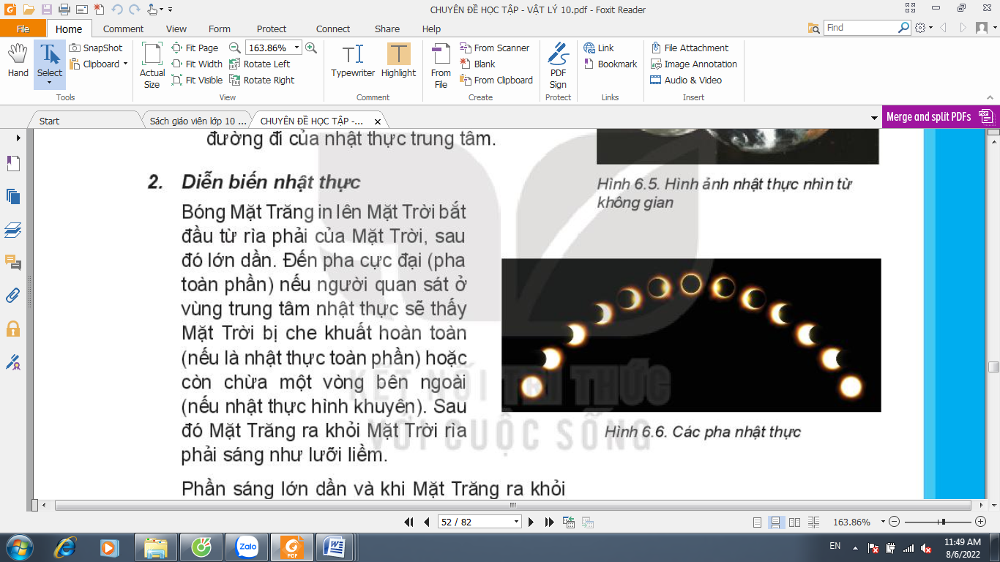 CHUYÊN ĐỀ HỌC TẬP - VẬT LÝ 10.pdf - Foxit Reader
File Home Comment View Form Protect Connect Share Help Find
Hand
Select
SnapShot
Clipboard
Tools
Actual Size
Fit Page
Fit Width
Fit Visible
163.86%
Rotate Left
Rotate Right
View
Typewriter
Highlight
Comment
From File
From Scanner
Blank
From Clipboard
Create
PDF Sign
Protect
Link
Bookmark
Links
File Attachment
Image Annotation
Audio & Video
Insert
Start
Sách giáo viên lớp 10 ...
CHUYÊN ĐỀ HỌC TẬP -...
Merge and split PDFs
đường đi của nhật thực trung tâm.
2. Diễn biến nhật thực
Bóng Mặt Trăng in lên Mặt Trời bắt
đầu từ rìa phải của Mặt Trời, sau
đó lớn dần. Đến pha cực đại (pha
toàn phần) nếu người quan sát ở
vùng trung tâm nhật thực sẽ thấy
Mặt Trời bị che khuất hoàn toàn
(nếu là nhật thực toàn phần) hoặc
còn chừa một vòng bên ngoài
(nếu nhật thực hình khuyên). Sau
đó Mặt Trăng ra khỏi Mặt Trời rìa
phải sáng như lưỡi liềm.
Phần sáng lớn dần và khi Mặt Trăng ra khỏi
Hình 6.5. Hình ảnh nhật thực nhìn từ
không gian
Hình 6.6. Các pha nhật thực
KẾT NỐI TRI THỨC
VỚI CUỘC SỐNG
52 / 82
163.86%
Zalo
PDF
EN
11:49 AM
8/6/2022